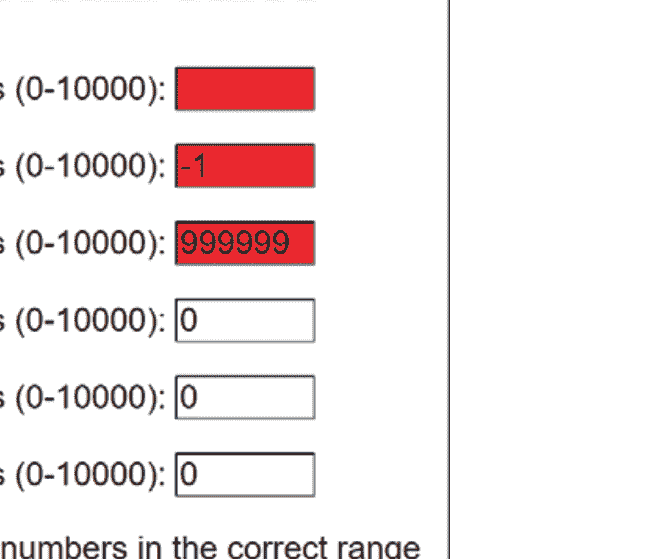 s (0-10000):
s (0-10000): -1
s (0-10000): 999999
s (0-10000): 0
s (0-10000): 0
s (0-10000): 0
numbers in the correct range